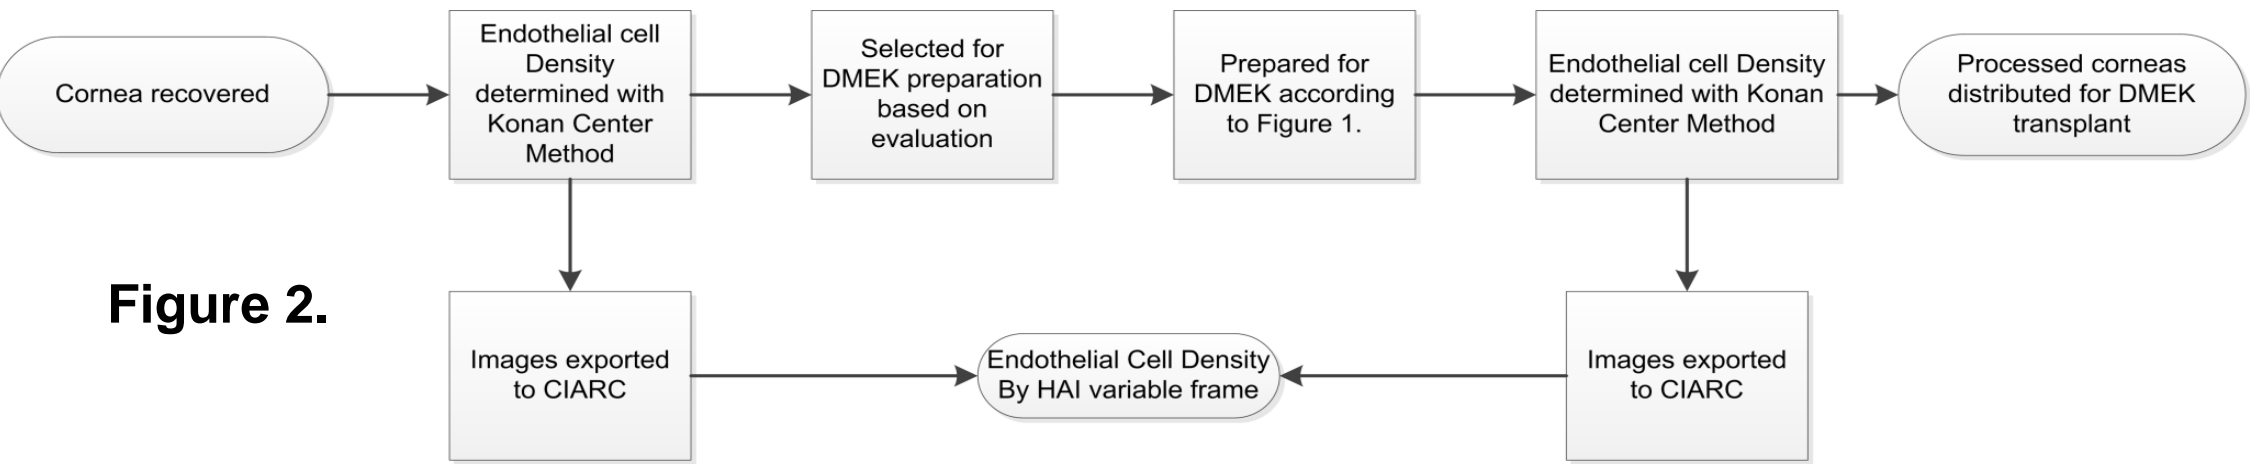 Cornea recovered
Endothelial cell
Density
determined with
Konan Center
Method
Selected for
DMEK preparation
based on
evaluation
Prepared for
DMEK according
to Figure 1.
Endothelial cell Density
determined with Konan
Center Method
Processed corneas
distributed for DMEK
transplant
Figure 2.
Images exported
to CIARC
Endothelial Cell Density
By HAI variable frame
Images exported
to CIARC